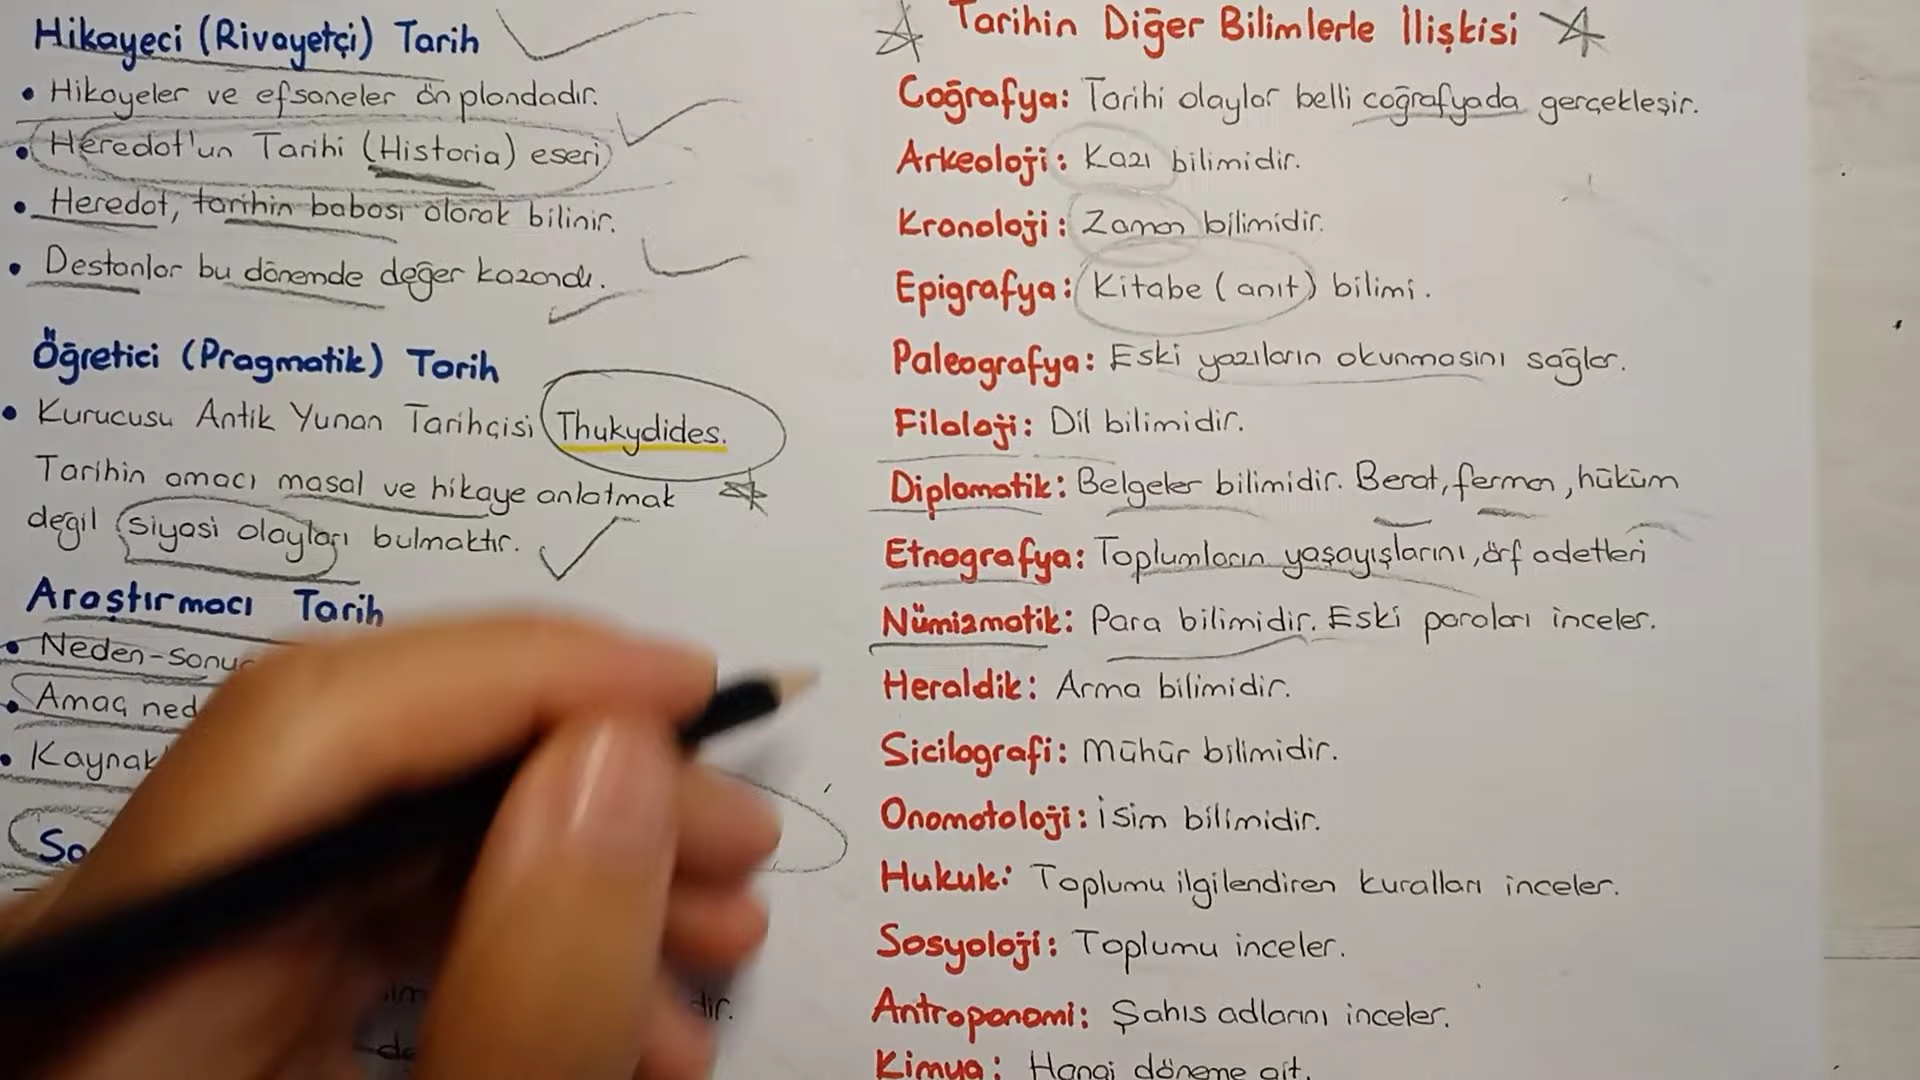 Hikayeci (Rivayetçi) Tarih
• Hikayeler ve efsaneler ön plandadır.
• Heredot'un Tarihi (Historia) eseri
• Heredot, tarihin babası olarak bilinir.
• Destanlar bu dönemde değer kazandı.
Öğretici (Pragmatik) Tarih
• Kurucusu Antik Yunan Tarihçisi Thukydides.
Tarihin amacı masal ve hikaye anlatmak
değil siyasi olayları bulmaktır.
Araştırmacı Tarih
• Neden-sonuç
• Amaç ned
• Kaynak
So
dir.
Tarihin Diğer Bilimlerle İlişkisi
Coğrafya: Tarihi olaylar belli coğrafyada gerçekleşir.
Arkeoloji: Kazı bilimidir.
Kronoloji: Zaman bilimidir.
Epigrafya: Kitabe (anıt) bilimi.
Paleografya: Eski yazıların okunmasını sağlar.
Filoloji: Dil bilimidir.
Diplomatik: Belgeler bilimidir. Berat, ferman, hüküm
Etnografya: Toplumların yaşayışlarını, örf adetleri
Nümizmatik: Para bilimidir. Eski paraları inceler.
Heraldik: Arma bilimidir.
Sicilografi: Mühür bilimidir.
Onomotoloji: İsim bilimidir.
Hukuk: Toplumu ilgilendiren kuralları inceler.
Sosyoloji: Toplumu inceler.
Antroponomi: Şahıs adlarını inceler.
Kimya: Hangi döneme ait.